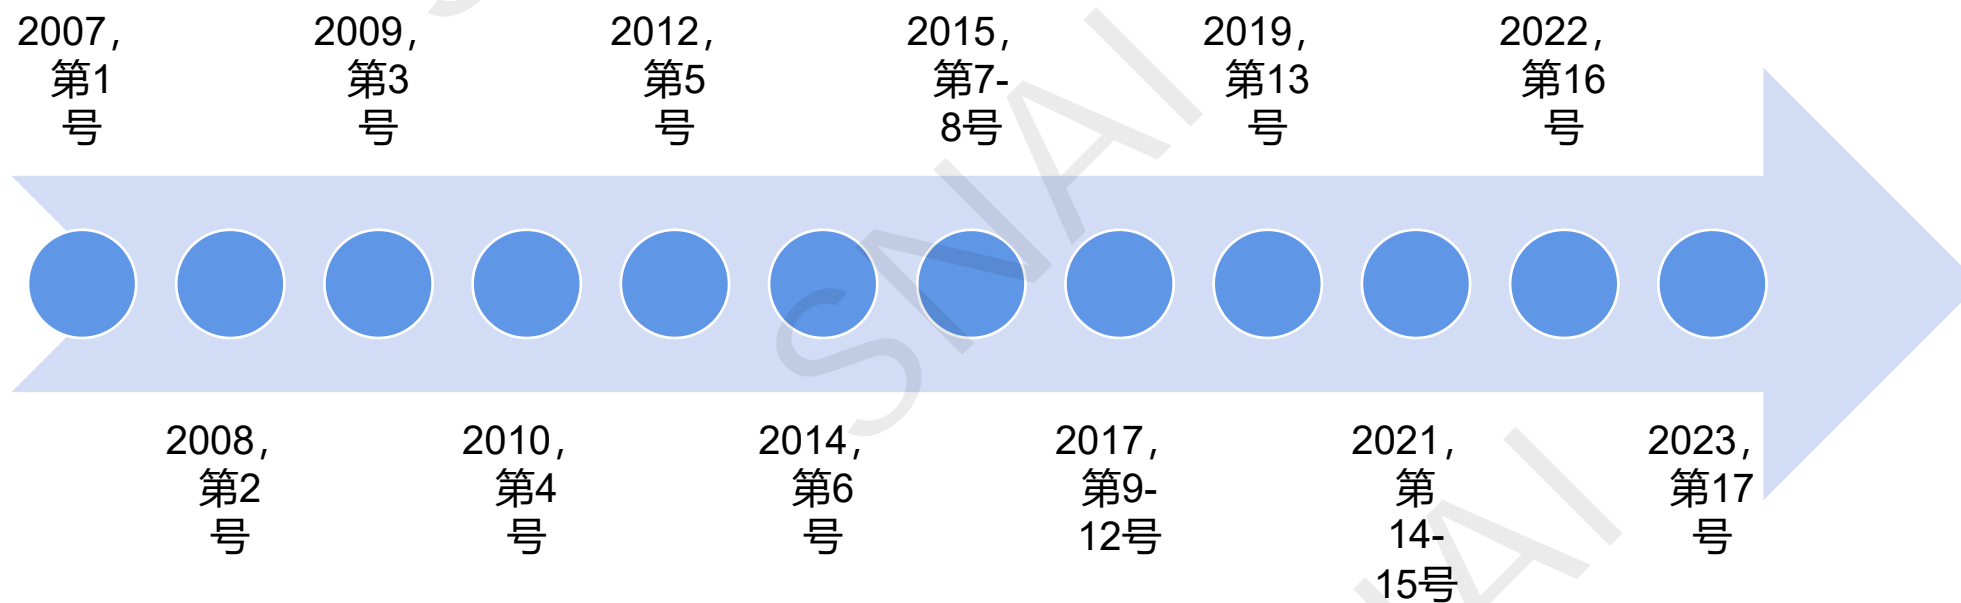 2007，
第1
号
2009，
第3
号
2012，
第5
号
2015，
第7-
8号
2019，
第13
号
2022，
第16
号
2008，
第2
号
2010，
第4
号
2014，
第6
号
2017，
第9-
12号
2021，
第
14-
15号
2023，
第17
号
SNAI
AI